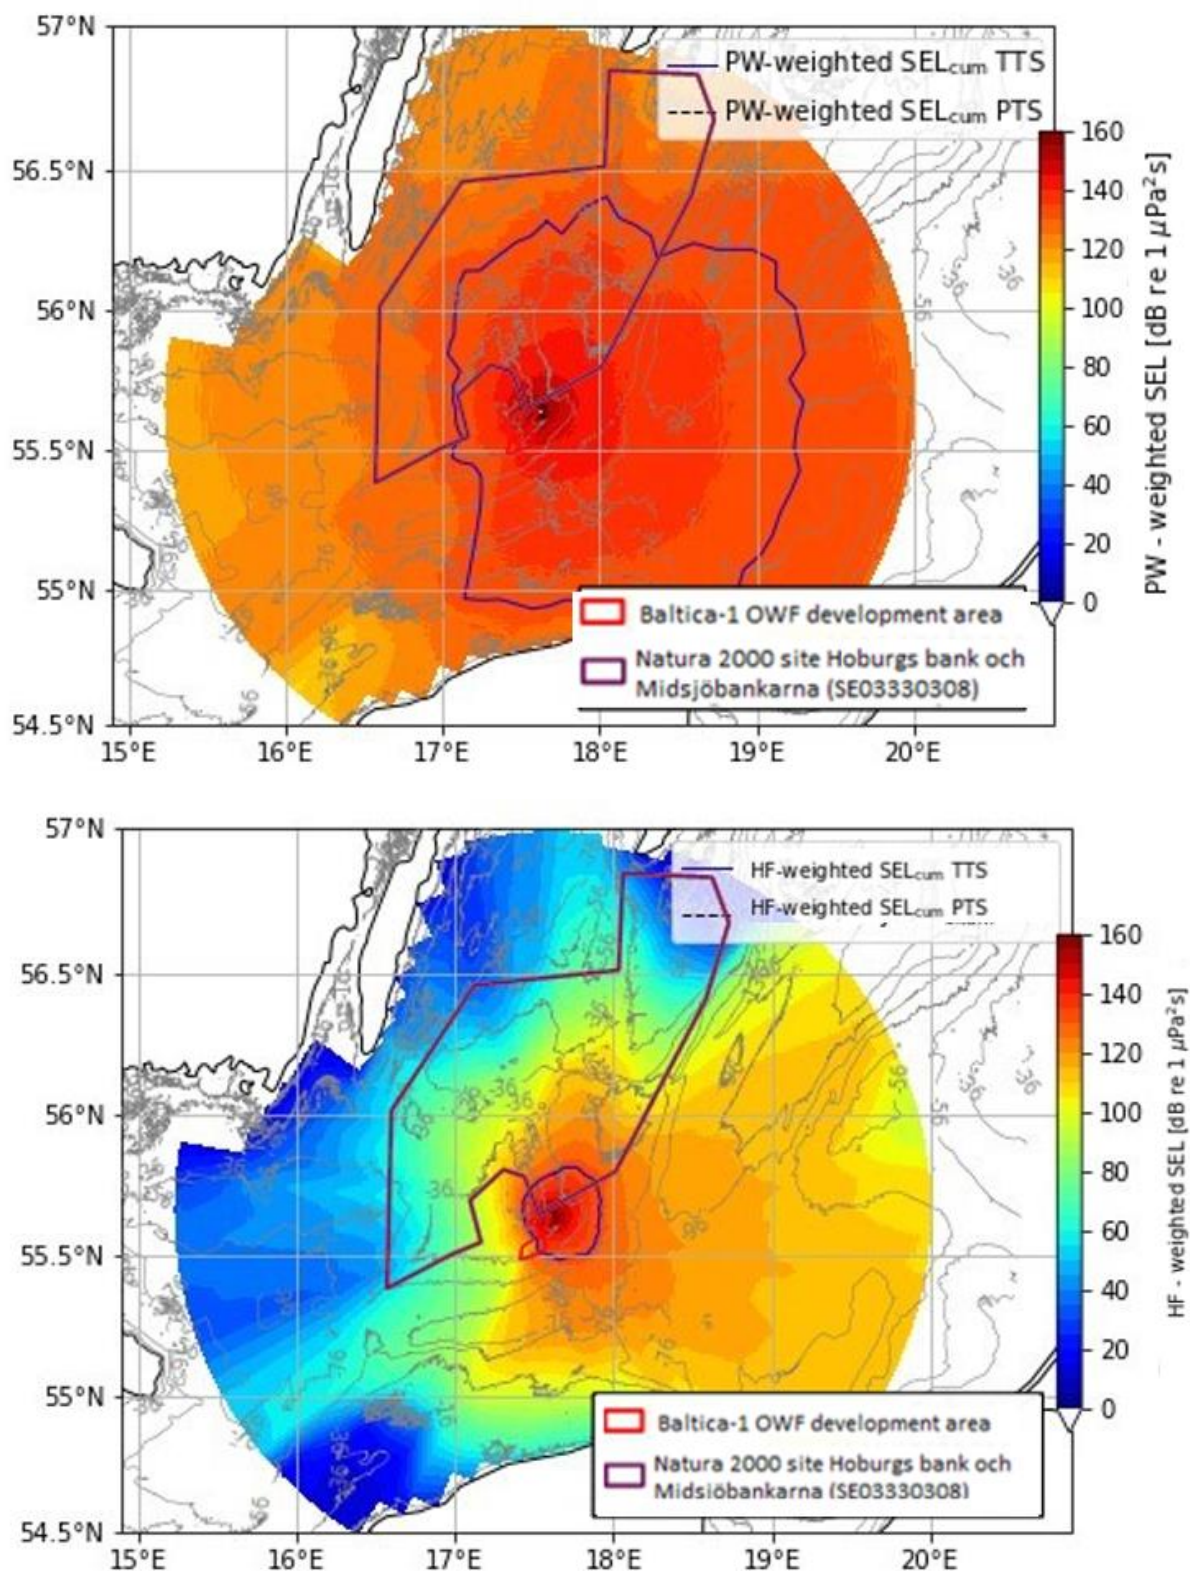 57°N
PW-weighted SELcum TTS
PW-weighted SELcum PTS
160
56.5°N
140
120
56°N
100
80
55.5°N
60
40
55°N
20
0
54.5°N
PW - weighted SEL [dB re 1 µPa²s]
Baltica-1 OWF development area
Natura 2000 site Hoburgs bank och
Midsjöbankarna (SE03330308)
15°E 16°E 17°E 18°E 19°E 20°E
57°N
HF-weighted SELcum TTS
HF-weighted SELcum PTS
160
56.5°N
140
120
56°N
100
80
55.5°N
60
40
55°N
20
0
54.5°N
HF - weighted SEL [dB re 1 µPa²s]
Baltica-1 OWF development area
Natura 2000 site Hoburgs bank och
Midsjöbankarna (SE03330308)
15°E 16°E 17°E 18°E 19°E 20°E